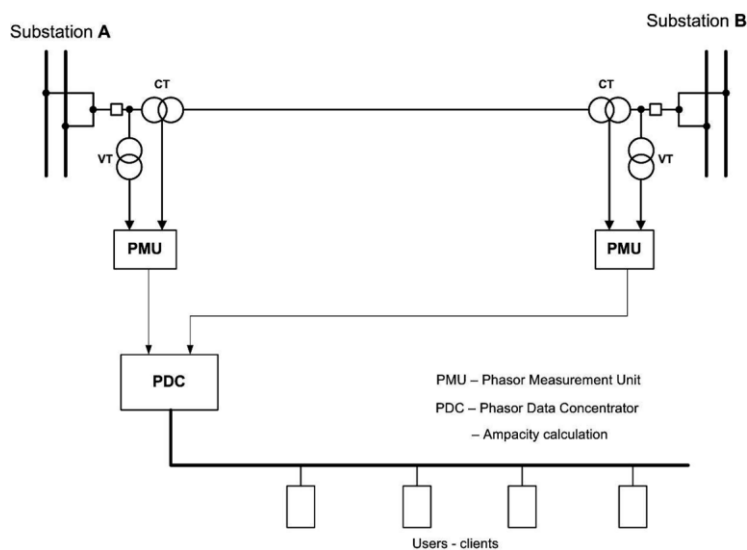 Substation A
Substation B
CT
CT
VT
VT
PMU
PMU
PDC
PMU – Phasor Measurement Unit
PDC – Phasor Data Concentrator
– Ampacity calculation
Users - clients